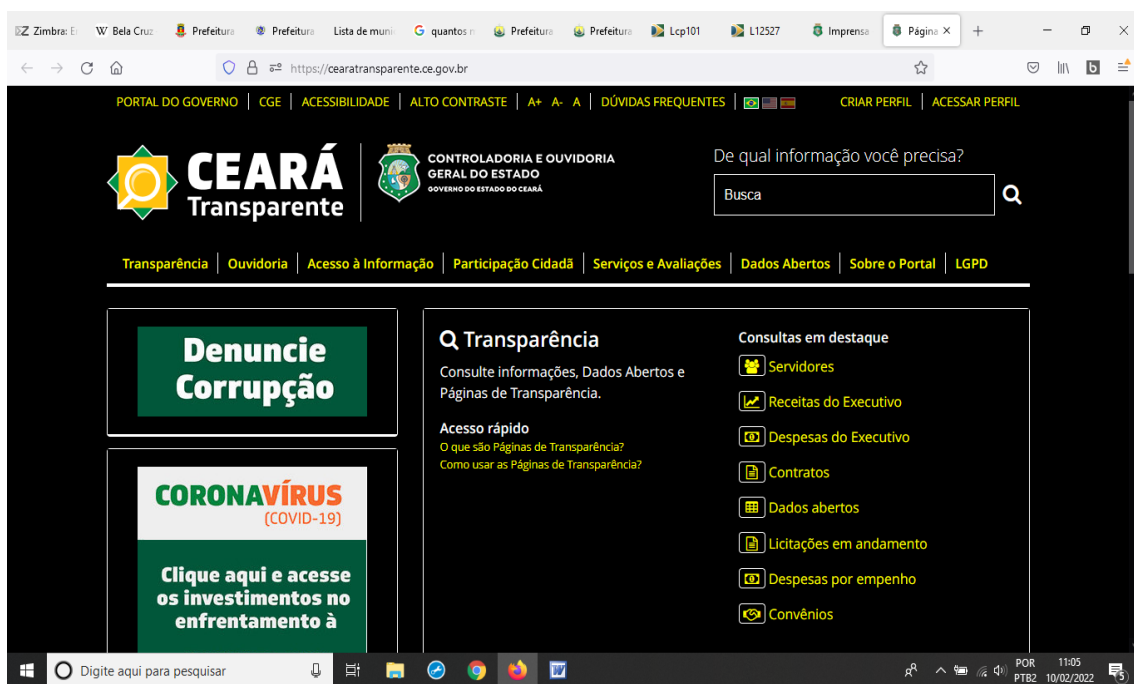 Zimbra: E
Bela Cruz
Prefeitura
Prefeitura
Lista de muni
quantos n
Prefeitura
Prefeitura
Lcp101
L12527
Imprensa
Página
https://cearatransparente.ce.gov.br
PORTAL DO GOVERNO | CGE | ACESSIBILIDADE | ALTO CONTRASTE | A+ A- A | DÚVIDAS FREQUENTES
CRIAR PERFIL | ACESSAR PERFIL
CEARÁ
Transparente
CONTROLADORIA E OUVIDORIA
GERAL DO ESTADO
GOVERNO DO ESTADO DO CEARÁ
De qual informação você precisa?
Busca
Transparência | Ouvidoria | Acesso à Informação | Participação Cidadã | Serviços e Avaliações | Dados Abertos | Sobre o Portal | LGPD
Denuncie
Corrupção
CORONAVÍRUS
(COVID-19)
Clique aqui e acesse
os investimentos no
enfrentamento à
Transparência
Consulte informações, Dados Abertos e
Páginas de Transparência.
Acesso rápido
O que são Páginas de Transparência?
Como usar as Páginas de Transparência?
Consultas em destaque
Servidores
Receitas do Executivo
Despesas do Executivo
Contratos
Dados abertos
Licitações em andamento
Despesas por empenho
Convênios
Digite aqui para pesquisar
POR
PTB2
11:05
10/02/2022
5